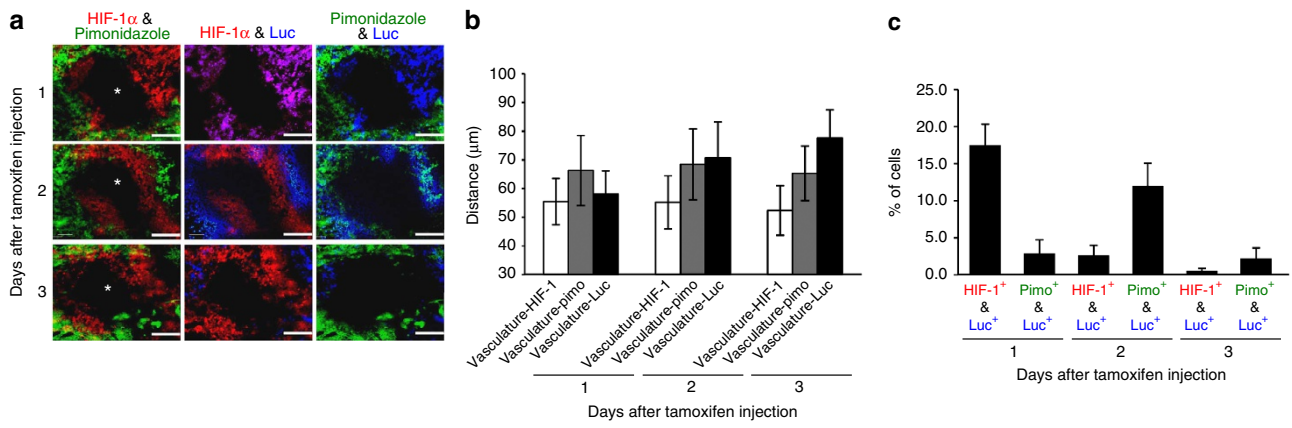 a
HIF-1α &
Pimonidazole
HIF-1α & Luc
Pimonidazole
& Luc
Days after tamoxifen injection
1
*
2
*
3
*
b
Distance (μm)
100
90
80
70
60
50
40
30
Vasculature-HIF-1
Vasculature-pimo
Vasculature-Luc
Vasculature-HIF-1
Vasculature-pimo
Vasculature-Luc
Vasculature-HIF-1
Vasculature-pimo
Vasculature-Luc
1 2 3
Days after tamoxifen injection
c
% of cells
25.0
20.0
15.0
10.0
5.0
0.0
HIF-1⁺ Pimo⁺ HIF-1⁺ Pimo⁺ HIF-1⁺ Pimo⁺
& & & & & &
Luc⁺ Luc⁺ Luc⁺ Luc⁺ Luc⁺ Luc⁺
1 2 3
Days after tamoxifen injection